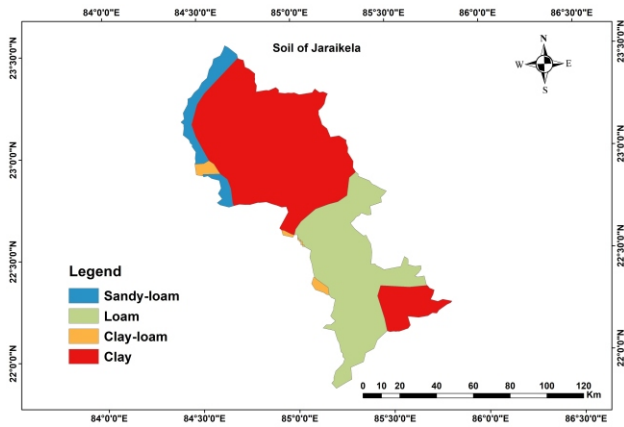 84°0'0"E 84°30'0"E 85°0'0"E 85°30'0"E 86°0'0"E 86°30'0"E
Soil of Jaraikela
N
W E
S
23°30'0"N
23°0'0"N
22°30'0"N
22°0'0"N
23°30'0"N
23°0'0"N
22°30'0"N
22°0'0"N
Legend
Sandy-loam
Loam
Clay-loam
Clay
0 10 20 40 60 80 100 120
Km
84°0'0"E 84°30'0"E 85°0'0"E 85°30'0"E 86°0'0"E 86°30'0"E